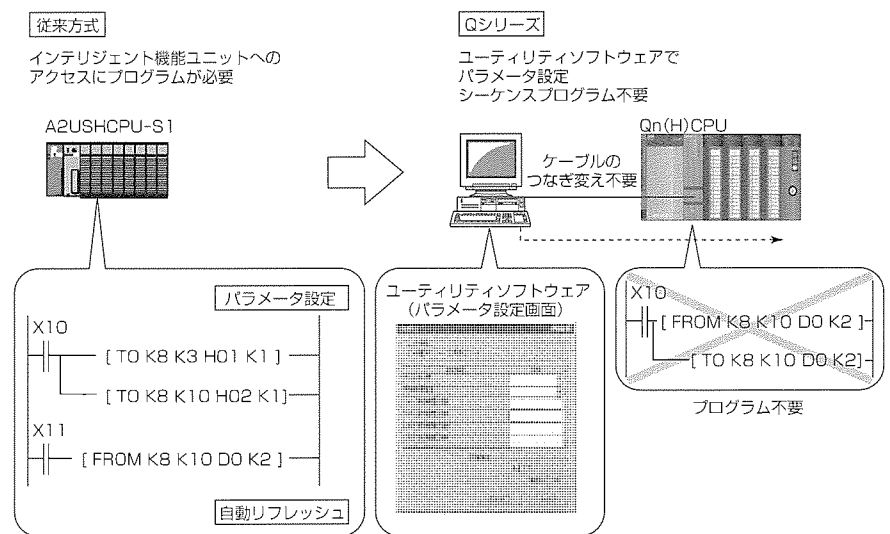 従来方式
インテリジェント機能ユニットへの
アクセスにプログラムが必要
A2USHCPU-S1
パラメータ設定
X10
[ TO K8 K3 H01 K1 ]
[ TO K8 K10 H02 K1]
X11
[ FROM K8 K10 D0 K2 ]
自動リフレッシュ
Qシリーズ
ユーティリティソフトウェアで
パラメータ設定
シーケンスプログラム不要
Qn(H)CPU
ケーブルの
つなぎ変え不要
ユーティリティソフトウェア
(パラメータ設定画面)
X10
[ FROM K8 K10 D0 K2 ]
[ TO K8 K10 D0 K2]
プログラム不要